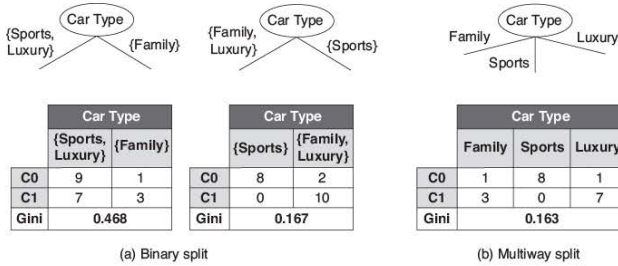 Car Type
{Sports,
Luxury}
{Family}
Car Type
{Family,
Luxury}
{Sports}
Car Type
Family
Sports
Luxury
Car Type
{Sports,
Luxury} {Family}
C0 9 1
C1 7 3
Gini 0.468
Car Type
{Sports} {Family,
Luxury}
C0 8 2
C1 0 10
Gini 0.167
Car Type
Family Sports Luxury
C0 1 8 1
C1 3 0 7
Gini 0.163
(a) Binary split
(b) Multiway split